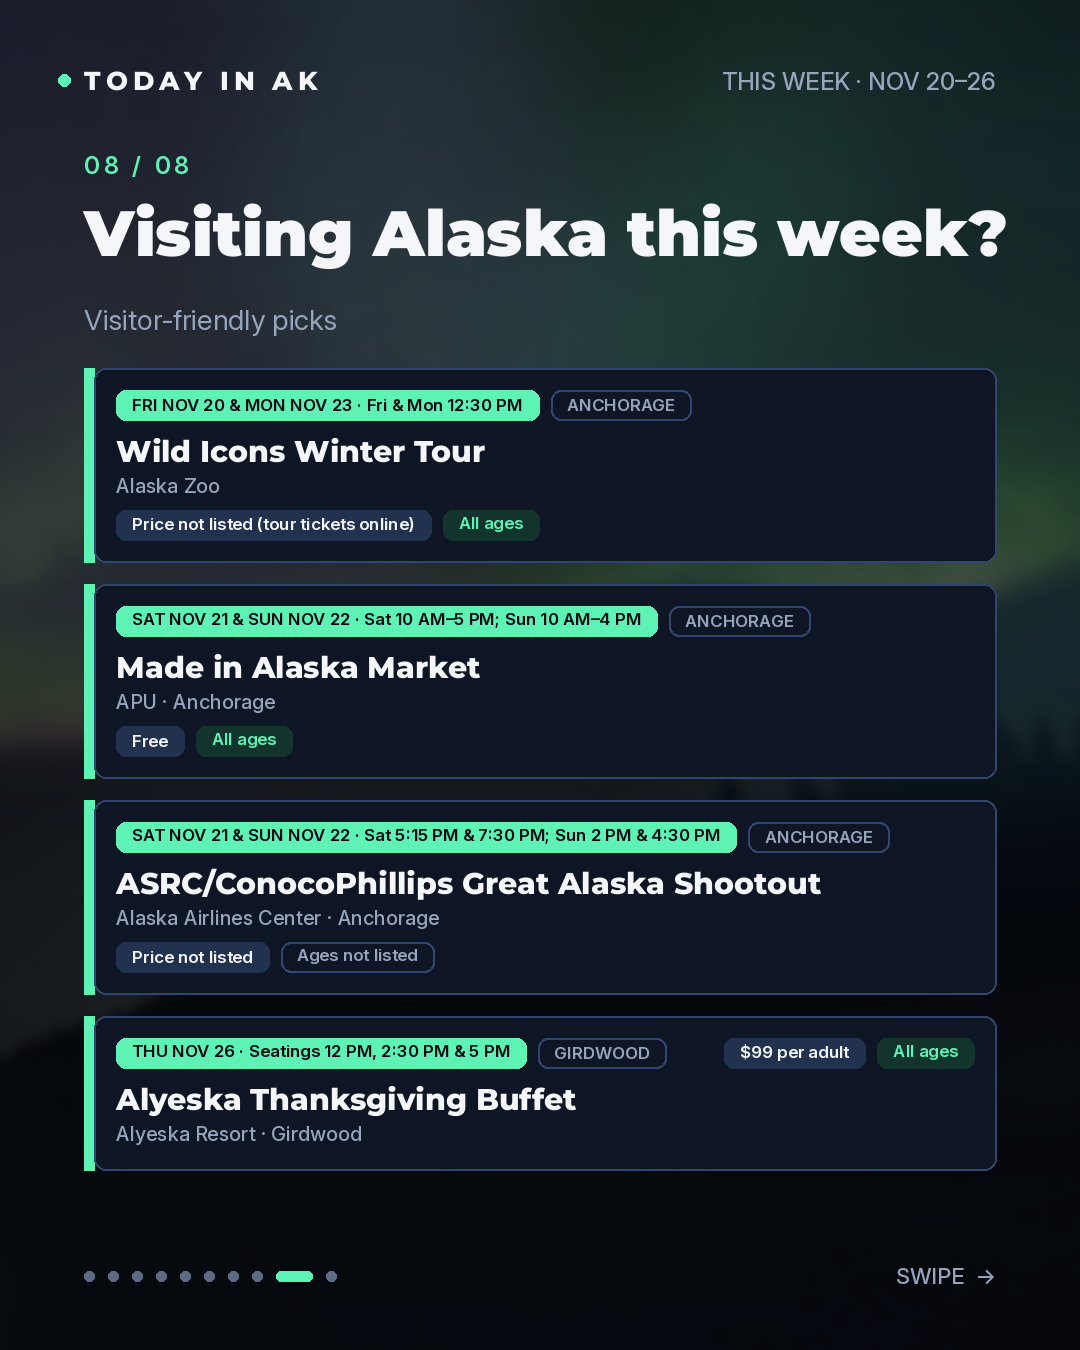 TODAY IN AK
THIS WEEK · NOV 20–26
08 / 08
Visiting Alaska this week?
Visitor-friendly picks
FRI NOV 20 & MON NOV 23 · Fri & Mon 12:30 PM
ANCHORAGE
Wild Icons Winter Tour
Alaska Zoo
Price not listed (tour tickets online)
All ages
SAT NOV 21 & SUN NOV 22 · Sat 10 AM–5 PM; Sun 10 AM–4 PM
ANCHORAGE
Made in Alaska Market
APU · Anchorage
Free
All ages
SAT NOV 21 & SUN NOV 22 · Sat 5:15 PM & 7:30 PM; Sun 2 PM & 4:30 PM
ANCHORAGE
ASRC/ConocoPhillips Great Alaska Shootout
Alaska Airlines Center · Anchorage
Price not listed
Ages not listed
THU NOV 26 · Seatings 12 PM, 2:30 PM & 5 PM
GIRDWOOD
$99 per adult
All ages
Alyeska Thanksgiving Buffet
Alyeska Resort · Girdwood
SWIPE →